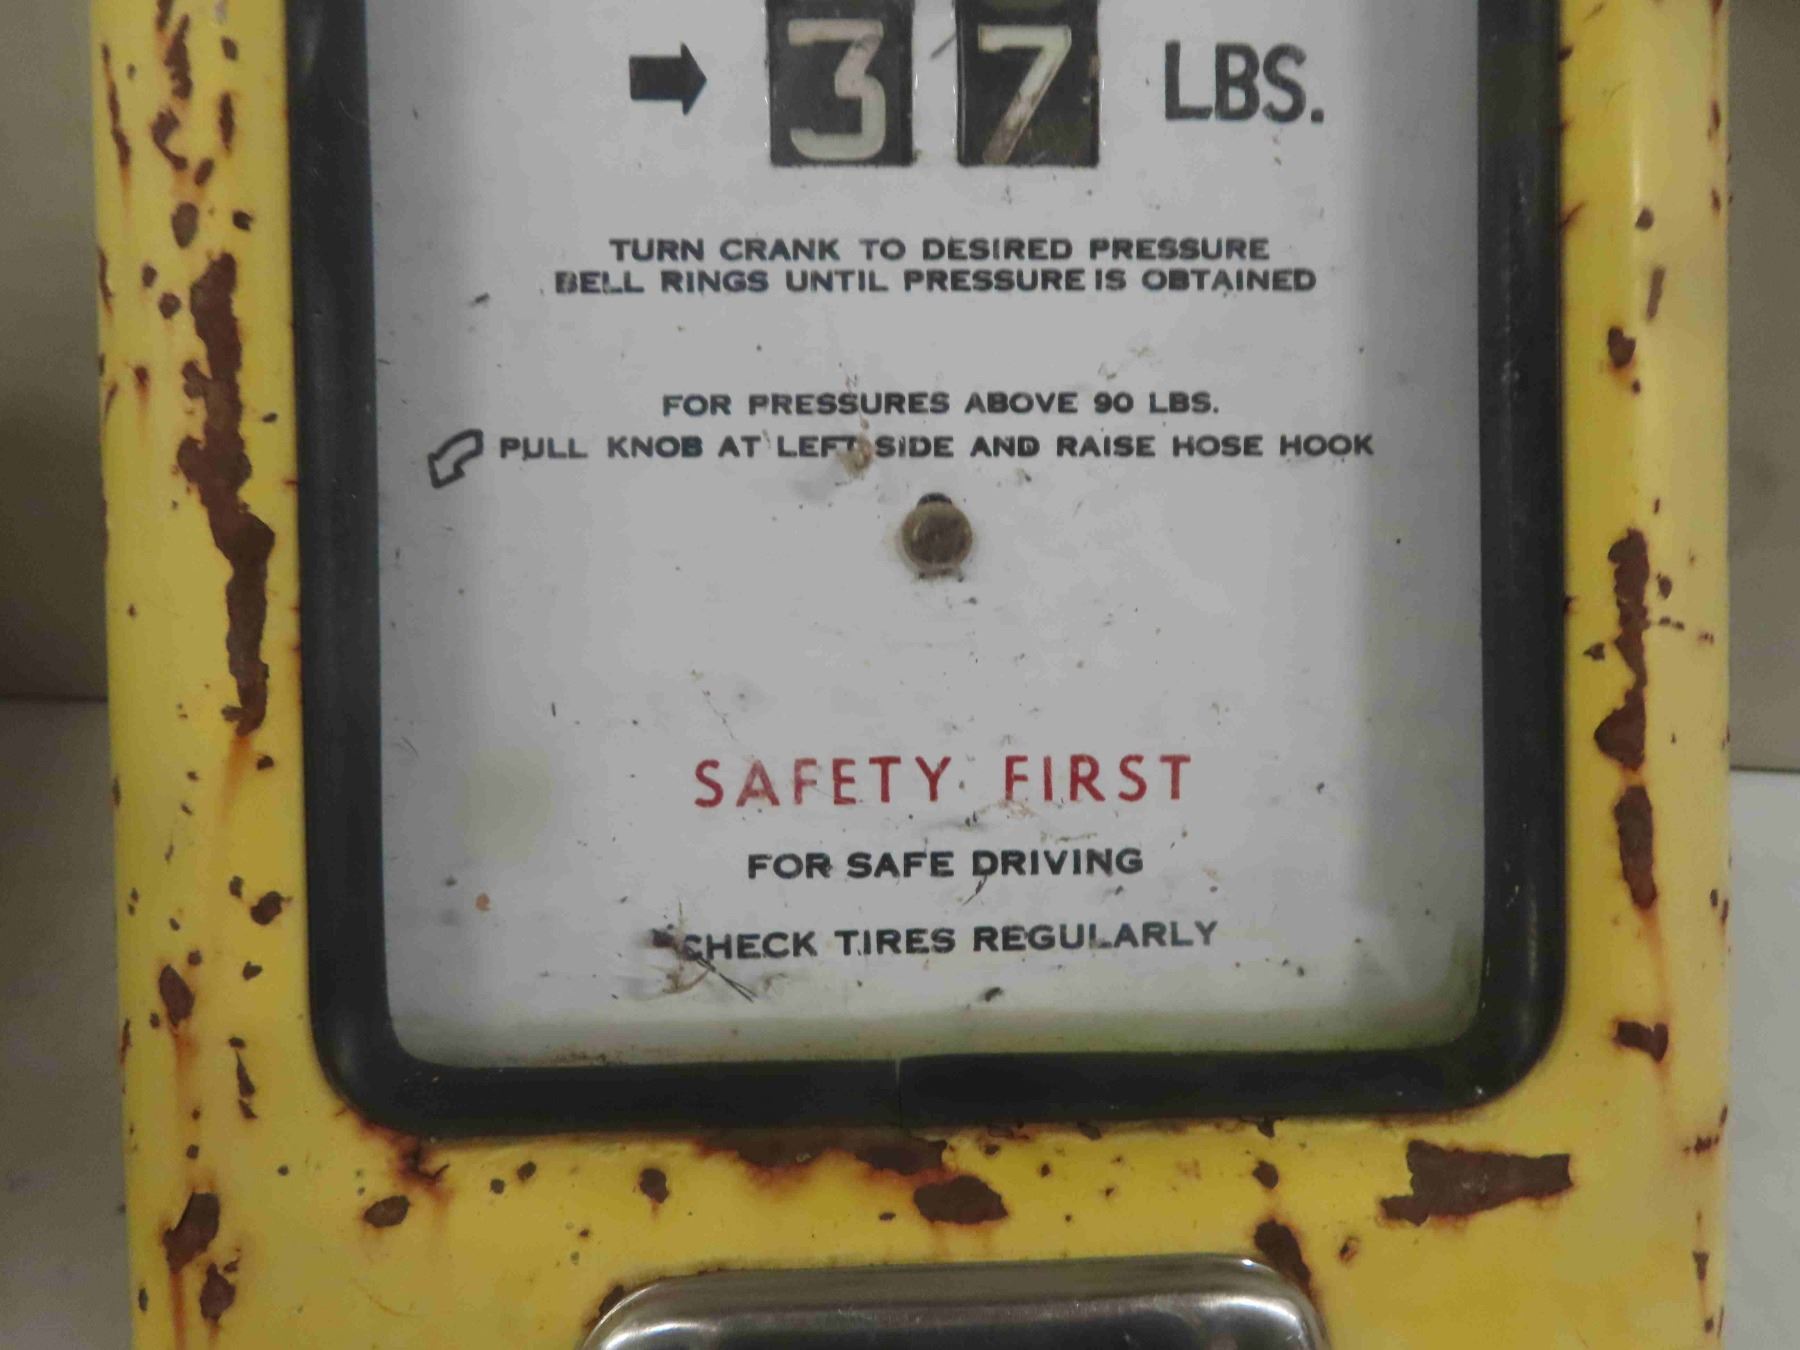 37 LBS.
TURN CRANK TO DESIRED PRESSURE
BELL RINGS UNTIL PRESSURE IS OBTAINED
FOR PRESSURES ABOVE 90 LBS.
PULL KNOB AT LEFT SIDE AND RAISE HOSE HOOK
SAFETY FIRST
FOR SAFE DRIVING
CHECK TIRES REGULARLY